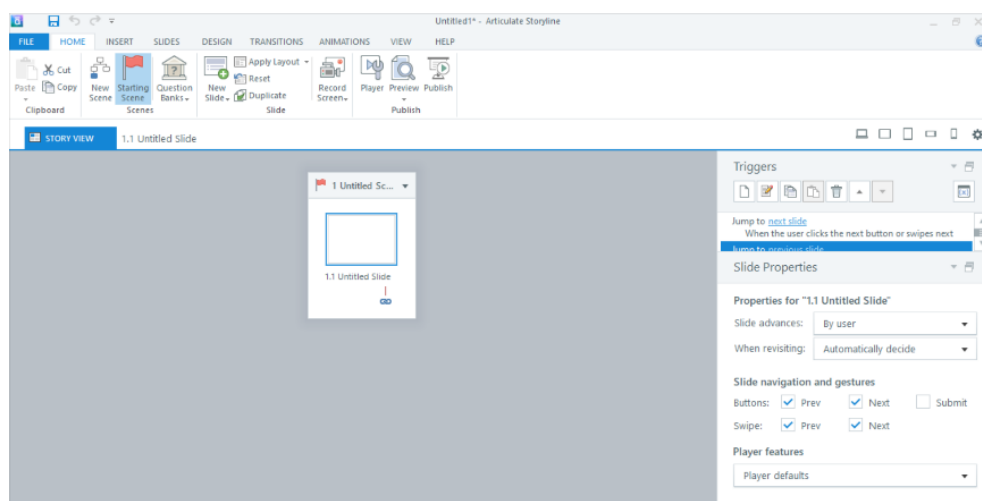 Untitled1* - Articulate Storyline
FILE HOME INSERT SLIDES DESIGN TRANSITIONS ANIMATIONS VIEW HELP
Paste
Cut
Copy
Clipboard
New Scene
Starting Scene
Question Banks
Scenes
New Slide
Apply Layout
Reset
Duplicate
Slide
Record Screen
Player
Preview
Publish
Publish
STORY VIEW 1.1 Untitled Slide
1 Untitled Sc...
1.1 Untitled Slide
Triggers
Jump to next slide
When the user clicks the next button or swipes next
Jump to previous slide
Slide Properties
Properties for "1.1 Untitled Slide"
Slide advances: By user
When revisiting: Automatically decide
Slide navigation and gestures
Buttons: Prev Next Submit
Swipe: Prev Next
Player features
Player defaults